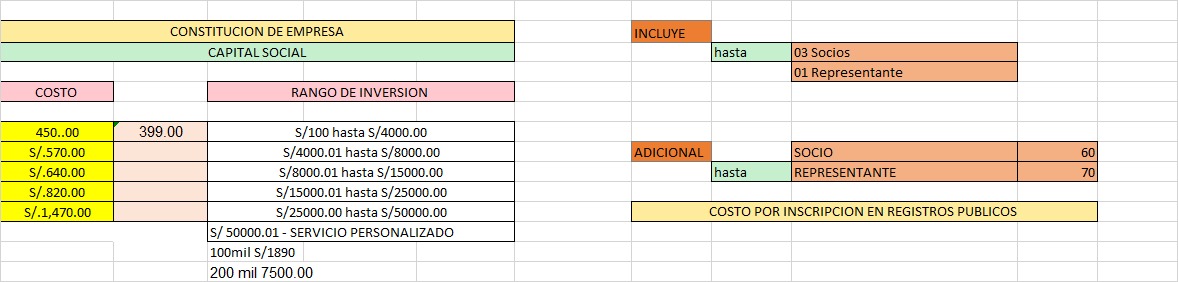 CONSTITUCION DE EMPRESA
CAPITAL SOCIAL
COSTO RANGO DE INVERSION
450..00 399.00 S/100 hasta S/4000.00
S/.570.00 S/4000.01 hasta S/8000.00
S/.640.00 S/8000.01 hasta S/15000.00
S/.820.00 S/15000.01 hasta S/25000.00
S/.1,470.00 S/25000.00 hasta S/50000.00
S/ 50000.01 - SERVICIO PERSONALIZADO
100mil S/1890
200 mil 7500.00
INCLUYE
hasta 03 Socios
01 Representante
ADICIONAL SOCIO 60
hasta REPRESENTANTE 70
COSTO POR INSCRIPCION EN REGISTROS PUBLICOS